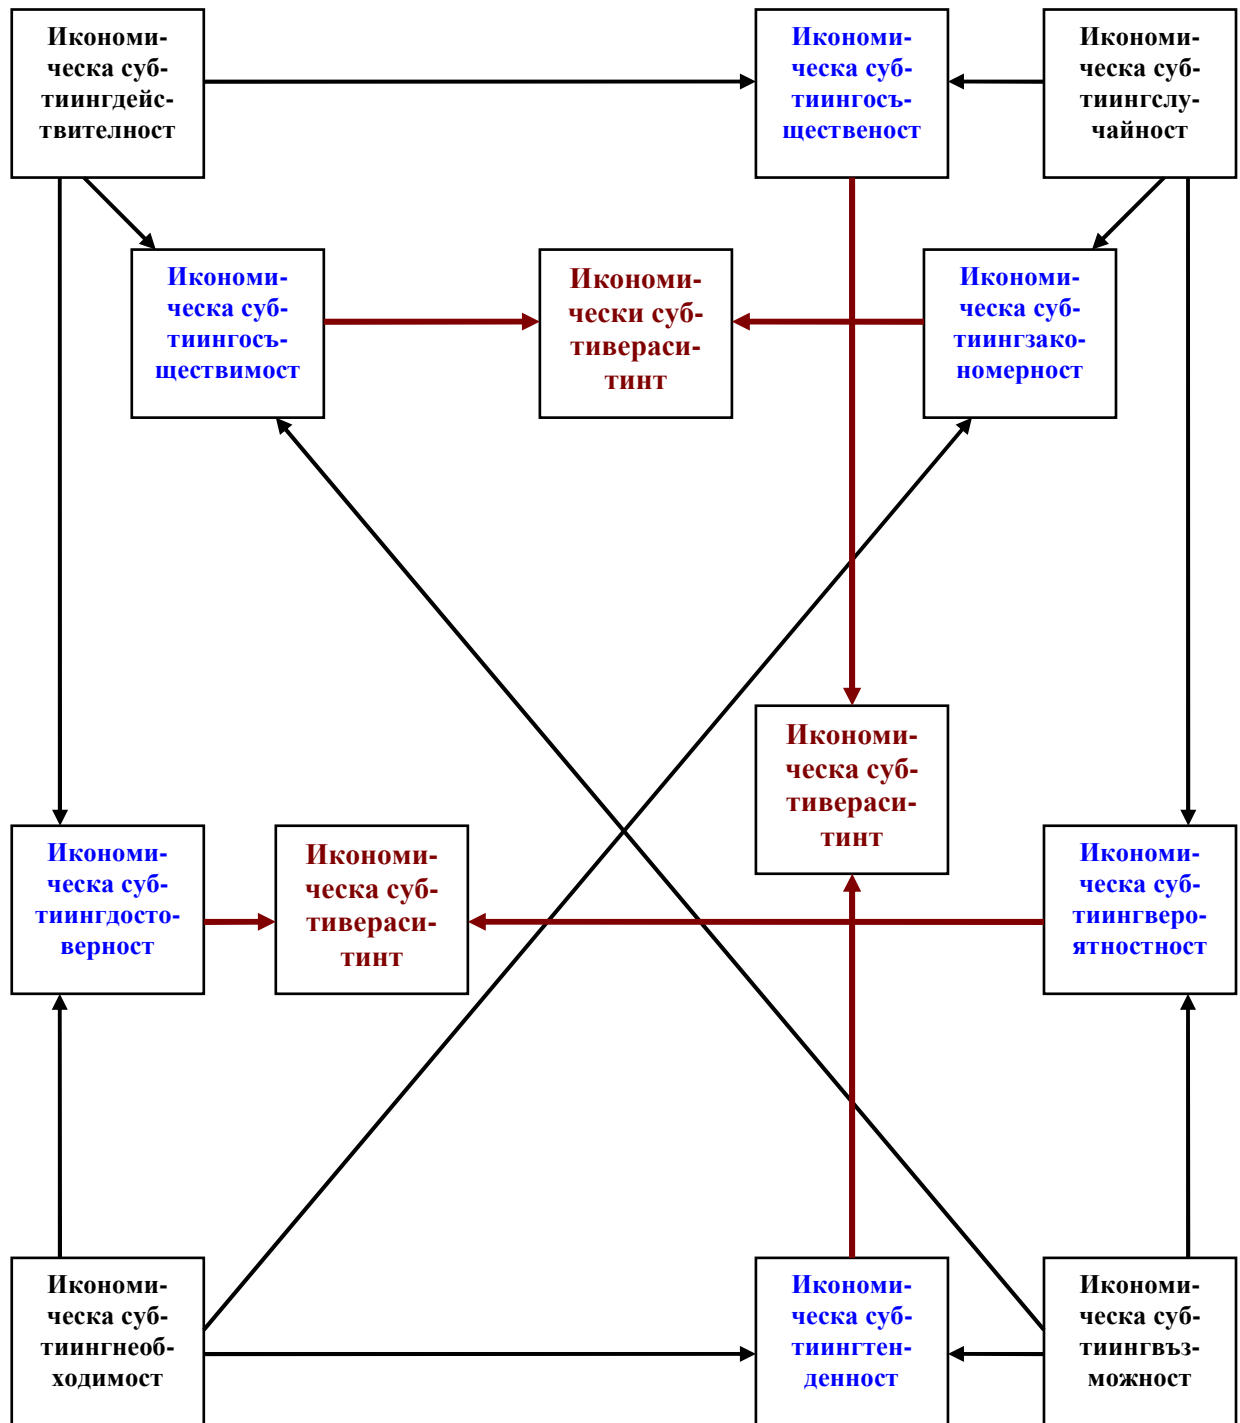 Икономи-
ческа суб-
тиингдейс-
твителност
Икономи-
ческа суб-
тиингосъ-
щественост
Икономи-
ческа суб-
тиингслу-
чайност
Икономи-
ческа суб-
тиингосъ-
ществимост
Икономи-
чески суб-
тивераси-
тинт
Икономи-
ческа суб-
тиингзако-
номерност
Икономи-
ческа суб-
тивераси-
тинт
Икономи-
ческа суб-
тиингдосто-
верност
Икономи-
ческа суб-
тивераси-
тинт
Икономи-
ческа суб-
тиингверо-
ятностност
Икономи-
ческа суб-
тиингнеоб-
ходимост
Икономи-
ческа суб-
тиингтен-
денност
Икономи-
ческа суб-
тиингвъз-
можност